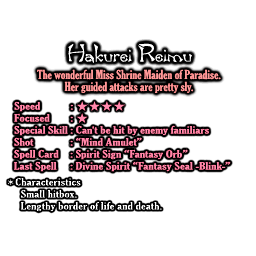 Hakurei Reimu
The wonderful Miss Shrine Maiden of Paradise.
Her guided attacks are pretty sly.
Speed : ★★★★
Focused : ★
Special Skill : Can't be hit by enemy familiars
Shot : "Mind Amulet"
Spell Card : Spirit Sign "Fantasy Orb"
Last Spell : Divine Spirit "Fantasy Seal -Blink-"
* Characteristics
Small hitbox.
Lengthy border of life and death.